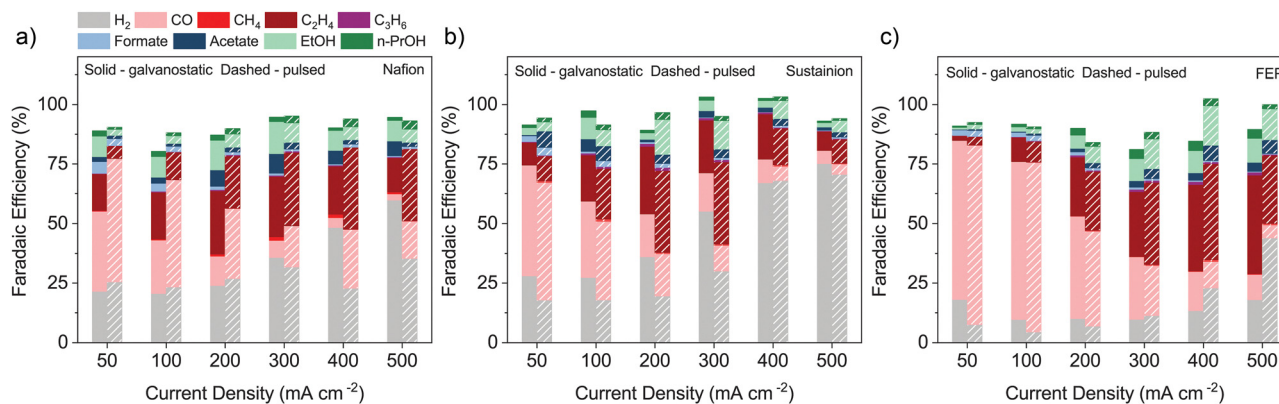 H₂ CO CH₄ C₂H₄ C₃H₆
Formate Acetate EtOH n-PrOH
a)
Solid - galvanostatic Dashed - pulsed Nafion
100
75
50
25
0
Faradaic Efficiency (%)
50 100 200 300 400 500
Current Density (mA cm⁻²)
b)
Solid - galvanostatic Dashed - pulsed Sustainion
100
75
50
25
0
Faradaic Efficiency (%)
50 100 200 300 400 500
Current Density (mA cm⁻²)
c)
Solid - galvanostatic Dashed - pulsed FEP
100
75
50
25
0
Faradaic Efficiency (%)
50 100 200 300 400 500
Current Density (mA cm⁻²)